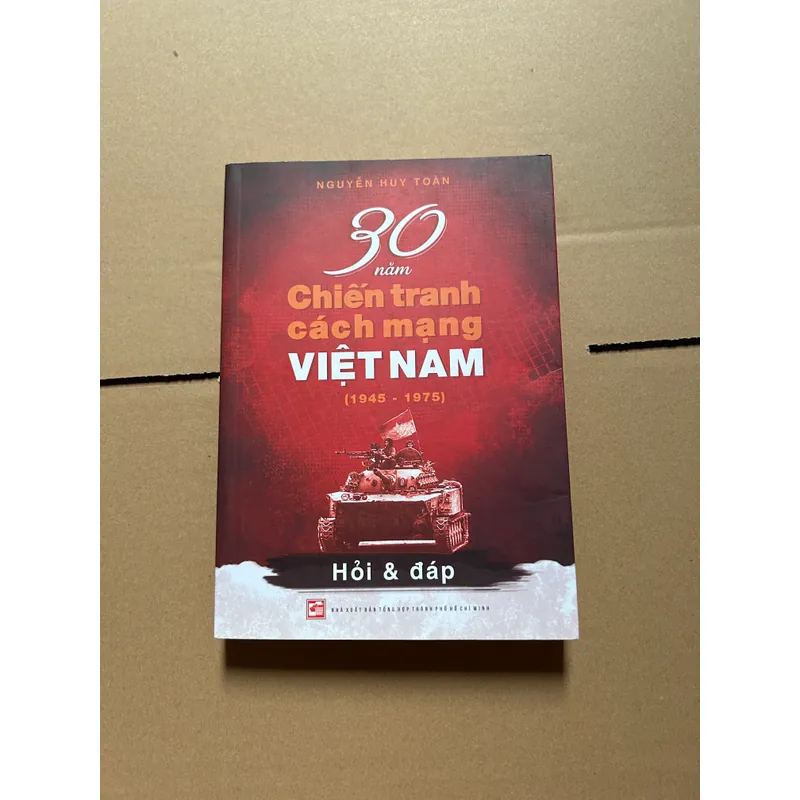 NGUYỄN HUY TOÀN
30
năm
Chiến tranh
cách mạng
VIỆT NAM
(1945 - 1975)
Hỏi & đáp
NHÀ XUẤT BẢN TỔNG HỢP THÀNH PHỐ HỒ CHÍ MINH